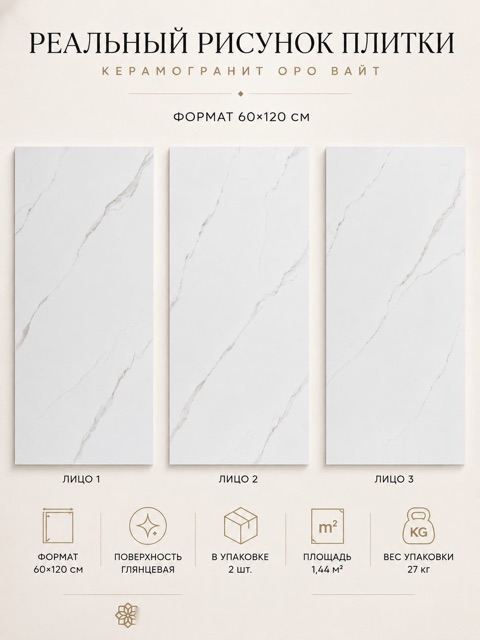 РЕАЛЬНЫЙ РИСУНОК ПЛИТКИ
КЕРАМОГРАНИТ ОРО ВАЙТ
ФОРМАТ 60×120 СМ
ЛИЦО 1
ЛИЦО 2
ЛИЦО 3
m²
KG
ФОРМАТ
60×120 СМ
ПОВЕРХНОСТЬ
ГЛЯНЦЕВАЯ
В УПАКОВКЕ
2 шт.
ПЛОЩАДЬ
1,44 м²
ВЕС УПАКОВКИ
27 кг